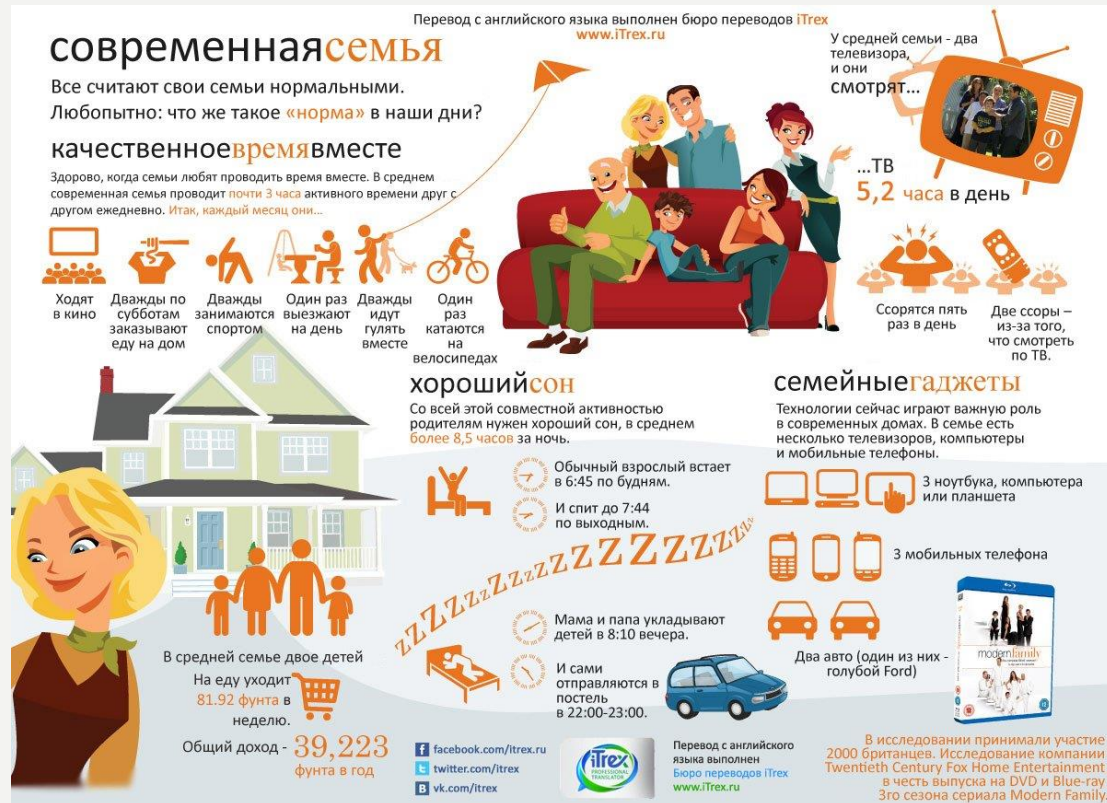 Перевод с английского языка выполнен бюро переводов iTrex
www.iTrex.ru
современнаясемья
Все считают свои семьи нормальными.
Любопытно: что же такое «норма» в наши дни?
качественноевремявместе
Здорово, когда семьи любят проводить время вместе. В среднем
современная семья проводит почти 3 часа активного времени друг с
другом ежедневно. Итак, каждый месяц они...
Ходят
в кино
Дважды по
субботам
заказывают
еду на дом
Дважды
занимаются
спортом
Один раз
выезжают
на день
Дважды
идут
гулять
вместе
Один
раз
катаются
на
велосипедах
У средней семьи - два
телевизора,
и они
смотрят...
...ТВ
5,2 часа в день
Ссорятся пять
раз в день
Две ссоры –
из-за того,
что смотреть
по ТВ.
хорошийсон
Со всей этой совместной активностью
родителям нужен хороший сон, в среднем
более 8,5 часов за ночь.
Обычный взрослый встает
в 6:45 по будням.
И спит до 7:44
по выходным.
zzzzzzzzzzzzzzzzzzzz
Мама и папа укладывают
детей в 8:10 вечера.
И сами
отправляются в
постель
в 22:00-23:00.
семейныегаджеты
Технологии сейчас играют важную роль
в современных домах. В семье есть
несколько телевизоров, компьютеры
и мобильные телефоны.
3 ноутбука, компьютера
или планшета
3 мобильных телефона
Два авто (один из них -
голубой Ford)
modern family
В средней семье двое детей
На еду уходит
81.92 фунта в
неделю.
Общий доход - 39,223
фунта в год
facebook.com/itrex.ru
twitter.com/itrex
vk.com/itrex
iTrex
PROFESSIONAL
TRANSLATOR
Перевод с английского
языка выполнен
Бюро переводов iTrex
www.iTrex.ru
В исследовании принимали участие
2000 британцев. Исследование компании
Twentieth Century Fox Home Entertainment
в честь выпуска на DVD и Blue-ray
3го сезона сериала Modern Family